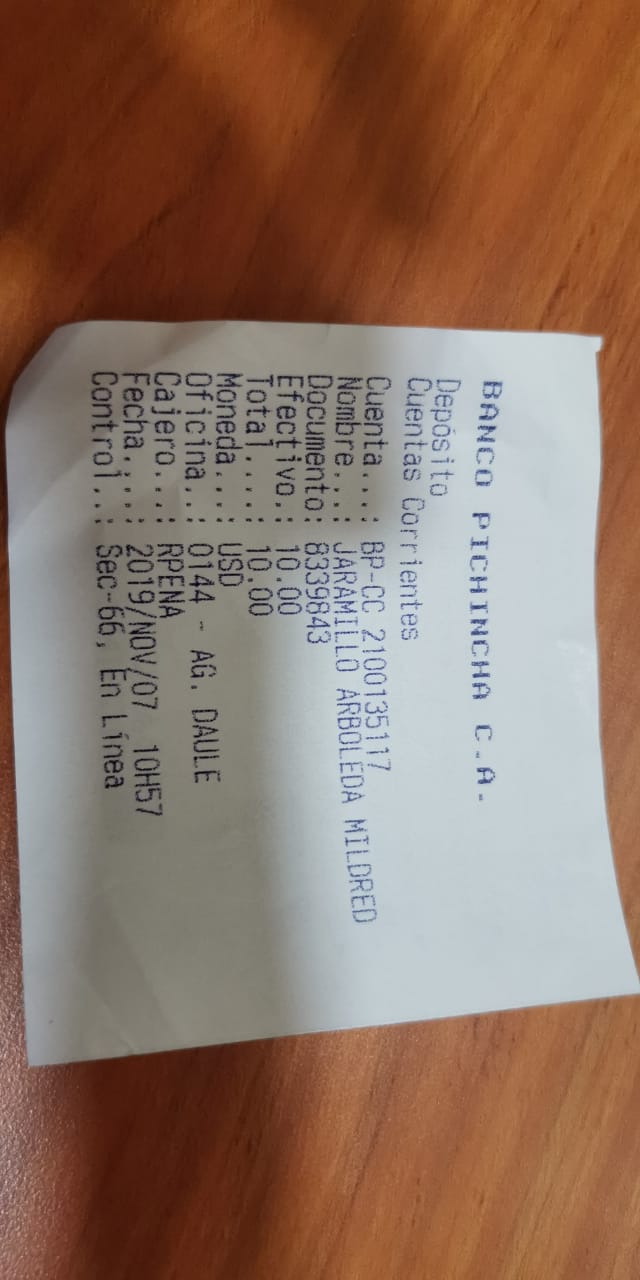 BANCO PICHINCHA C.A.
Depósito
Cuentas Corrientes
Cuenta....: BP-CC 2100135117
Nombre...: JARAMILLO ARBOLEDA MILDRED
Documento: 8339843
Efectivo.: 10.00
Total....: 10.00
Moneda...: USD
Oficina..: 0144 - AG. DAULE
Cajero...: RPENA
Fecha....: 2019/NOV/07 10H57
Control..: Sec-66, En Línea